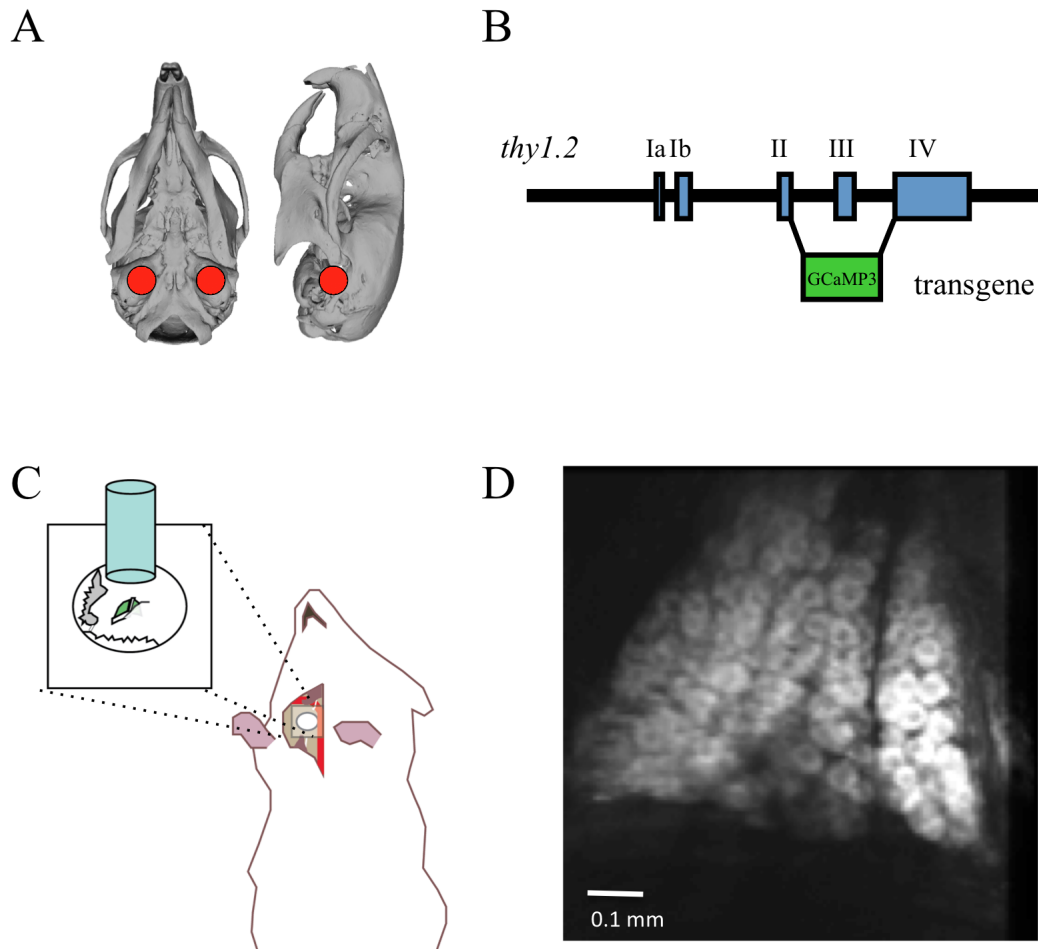 A
B
thy1.2
Ia Ib II III IV
GCaMP3
transgene
C
D
0.1 mm